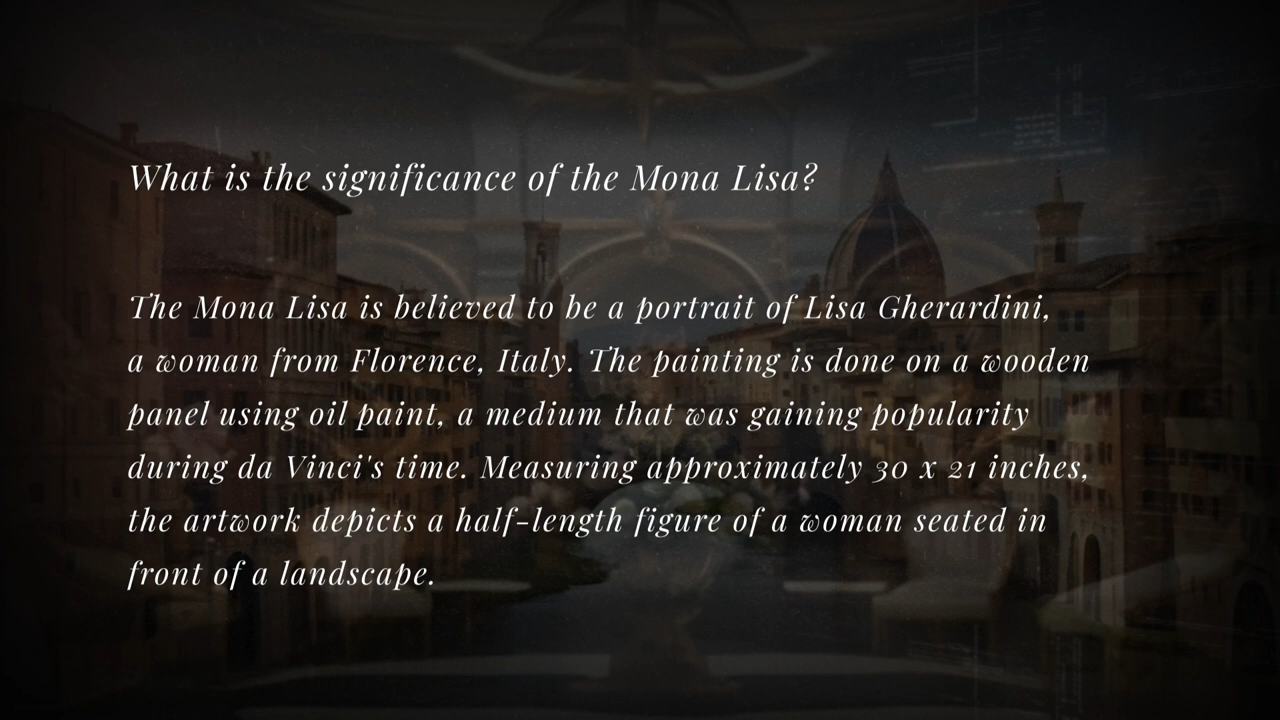 What is the significance of the Mona Lisa?
The Mona Lisa is believed to be a portrait of Lisa Gherardini,
a woman from Florence, Italy. The painting is done on a wooden
panel using oil paint, a medium that was gaining popularity
during da Vinci's time. Measuring approximately 30 x 21 inches,
the artwork depicts a half-length figure of a woman seated in
front of a landscape.